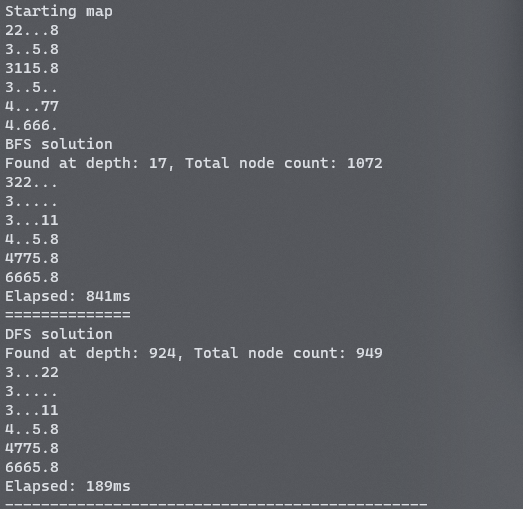 Starting map
22...8
3..5.8
3115.8
3..5..
4...77
4.666.
BFS solution
Found at depth: 17, Total node count: 1072
322...
3.....
3...11
4..5.8
4775.8
6665.8
Elapsed: 841ms
==============
DFS solution
Found at depth: 924, Total node count: 949
3...22
3.....
3...11
4..5.8
4775.8
6665.8
Elapsed: 189ms
===============================================